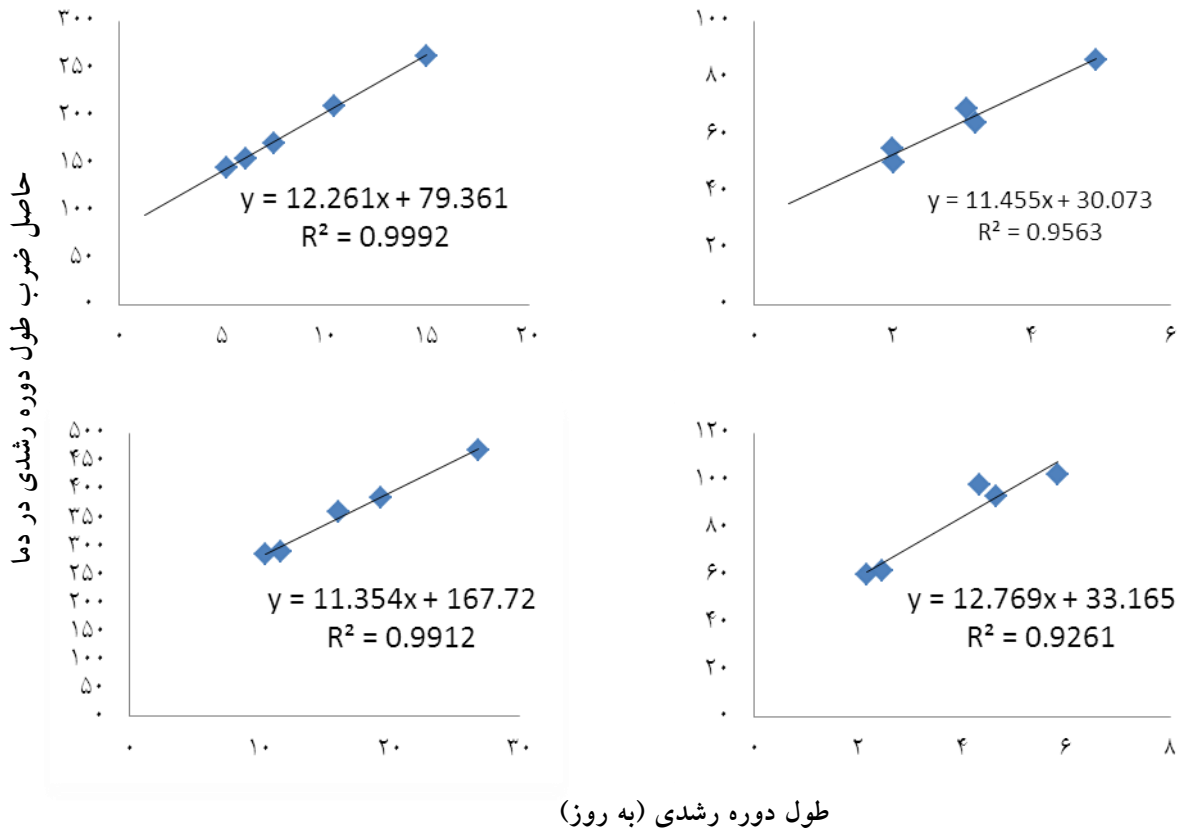 حاصل ضرب طول دوره رشدی در دما
۳۰۰
۲۵۰
۲۰۰
۱۵۰
۱۰۰
۵۰
۰
y = 12.261x + 79.361
R² = 0.9992
۰ ۵ ۱۰ ۱۵ ۲۰
۱۰۰
۸۰
۶۰
۴۰
۲۰
۰
y = 11.455x + 30.073
R² = 0.9563
۰ ۲ ۴ ۶
۵۰۰
۴۵۰
۴۰۰
۳۵۰
۳۰۰
۲۵۰
۲۰۰
۱۵۰
۱۰۰
۵۰
۰
y = 11.354x + 167.72
R² = 0.9912
۰ ۱۰ ۲۰ ۳۰
۱۲۰
۱۰۰
۸۰
۶۰
۴۰
۲۰
۰
y = 12.769x + 33.165
R² = 0.9261
۰ ۲ ۴ ۶ ۸
طول دوره رشدی (به روز)